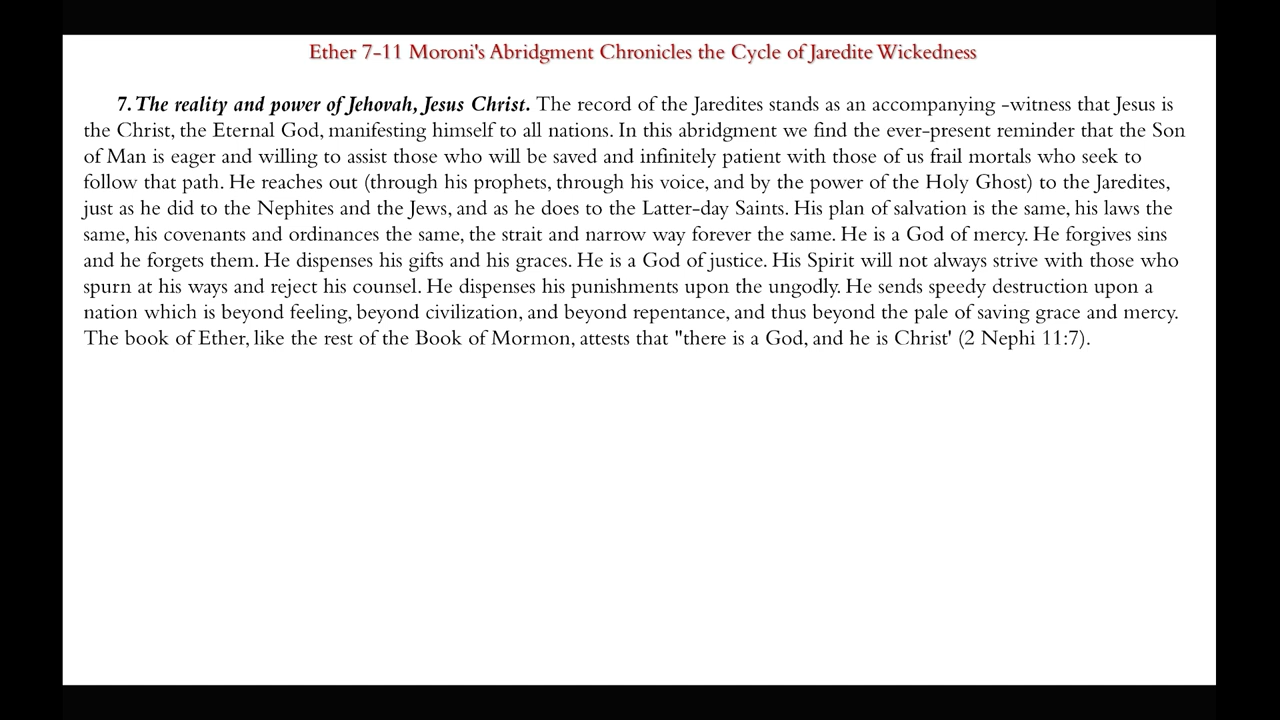 Ether 7-11 Moroni's Abridgment Chronicles the Cycle of Jaredite Wickedness
7. The reality and power of Jehovah, Jesus Christ. The record of the Jaredites stands as an accompanying -witness that Jesus is
the Christ, the Eternal God, manifesting himself to all nations. In this abridgment we find the ever-present reminder that the Son
of Man is eager and willing to assist those who will be saved and infinitely patient with those of us frail mortals who seek to
follow that path. He reaches out (through his prophets, through his voice, and by the power of the Holy Ghost) to the Jaredites,
just as he did to the Nephites and the Jews, and as he does to the Latter-day Saints. His plan of salvation is the same, his laws the
same, his covenants and ordinances the same, the strait and narrow way forever the same. He is a God of mercy. He forgives sins
and he forgets them. He dispenses his gifts and his graces. He is a God of justice. His Spirit will not always strive with those who
spurn at his ways and reject his counsel. He dispenses his punishments upon the ungodly. He sends speedy destruction upon a
nation which is beyond feeling, beyond civilization, and beyond repentance, and thus beyond the pale of saving grace and mercy.
The book of Ether, like the rest of the Book of Mormon, attests that "there is a God, and he is Christ' (2 Nephi 11:7).